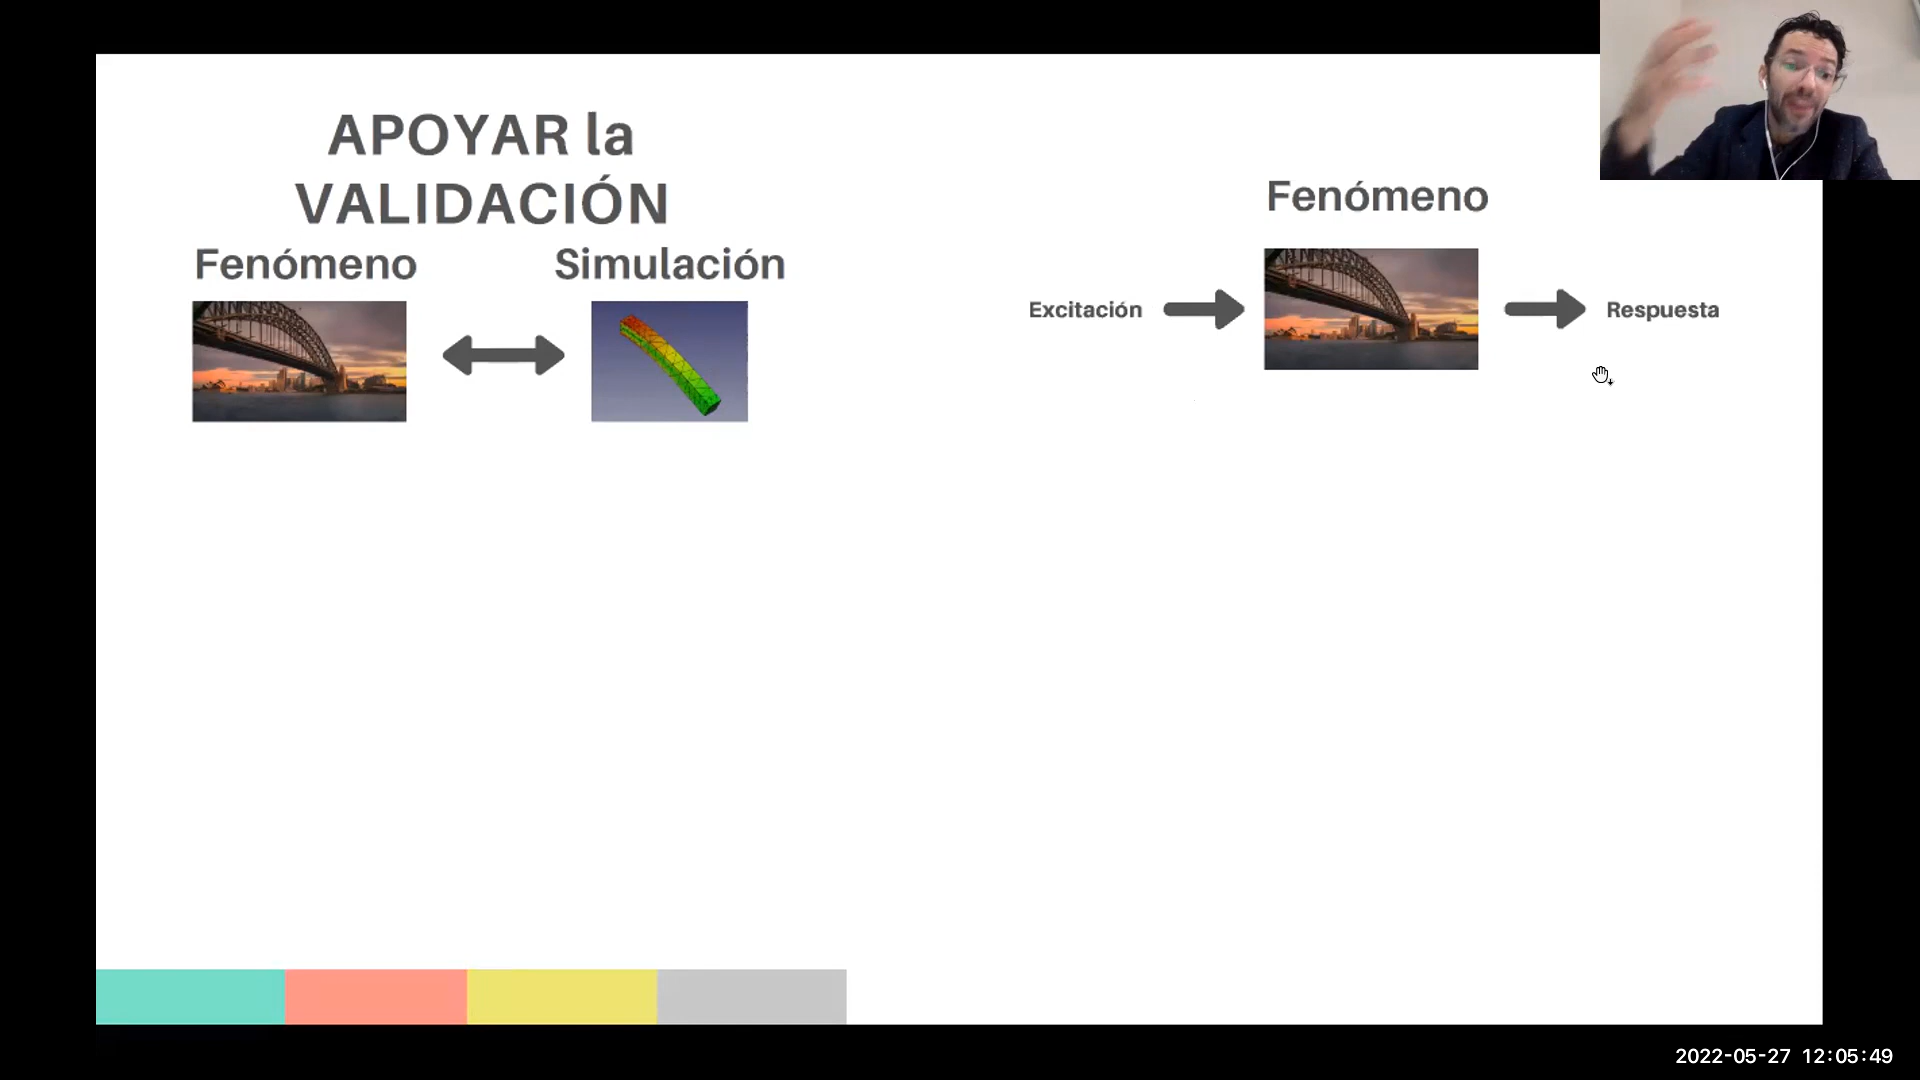 APOYAR la
VALIDACIÓN
Fenómeno
Simulación
Fenómeno
Excitación
Respuesta
2022-05-27 12:05:49